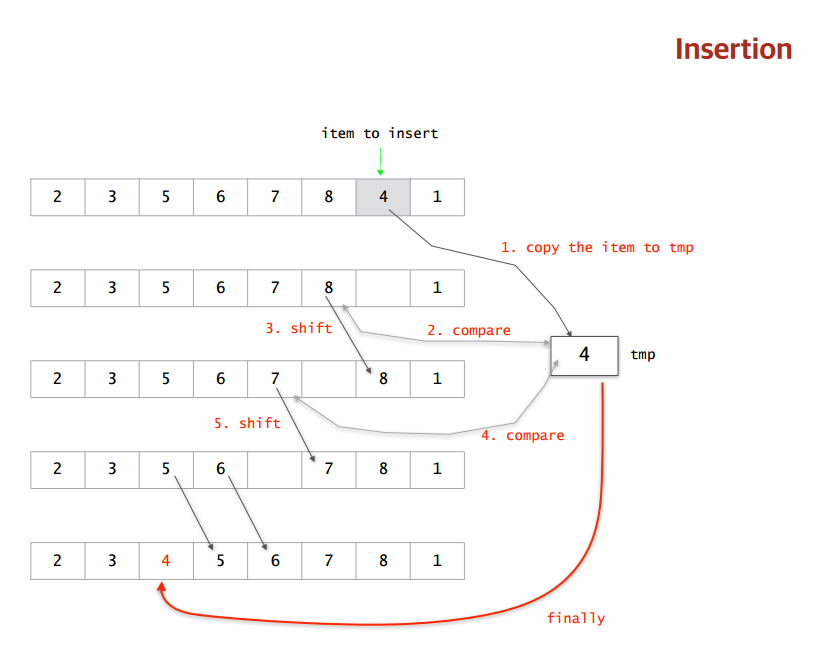 Insertion
item to insert
2 3 5 6 7 8 4 1
1. copy the item to tmp
2 3 5 6 7 8 1
3. shift
2. compare
4 tmp
2 3 5 6 7 8 1
5. shift
4. compare
2 3 5 6 7 8 1
2 3 4 5 6 7 8 1
finally